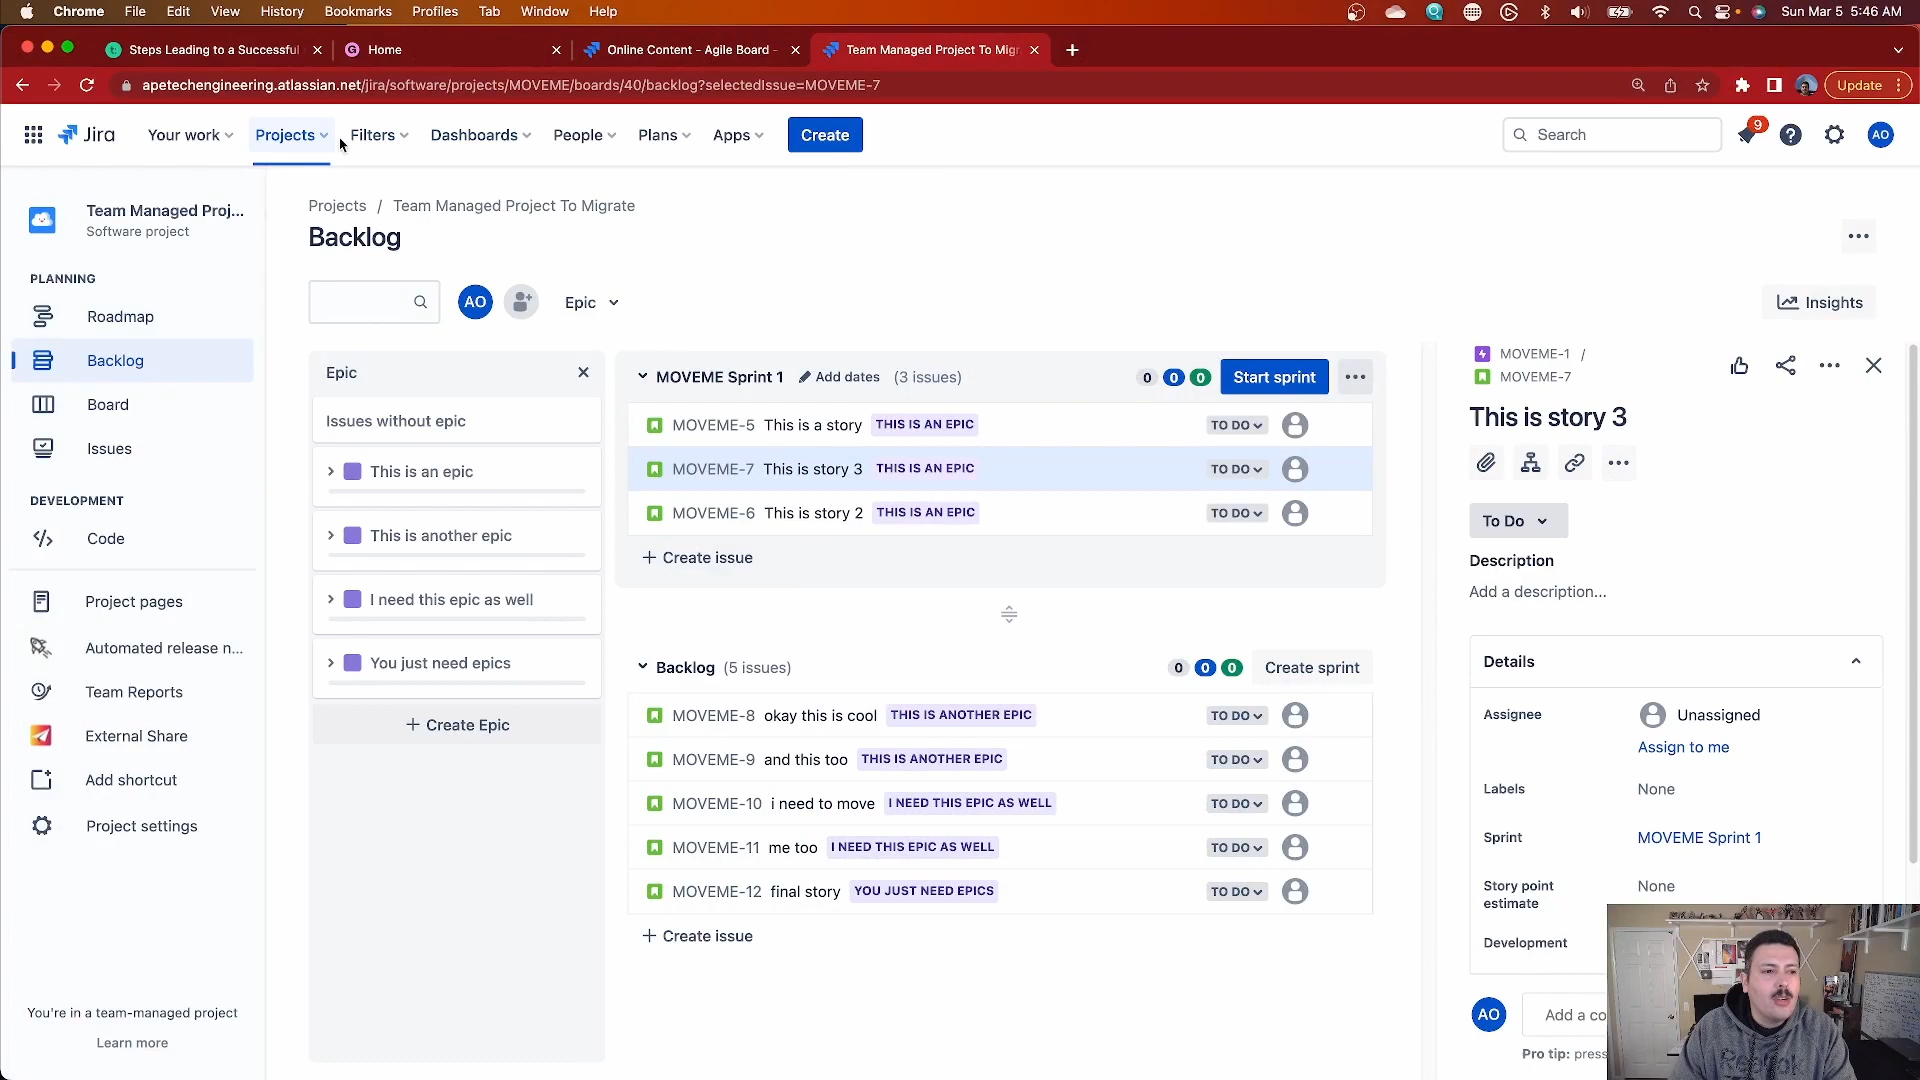 Chrome File Edit View History Bookmarks Profiles Tab Window Help Sun Mar 5 5:46 AM
Steps Leading to a Successful Home Online Content - Agile Board - Team Managed Project To Migr
apetechengineering.atlassian.net/jira/software/projects/MOVEME/boards/40/backlog?selectedIssue=MOVEME-7 Update
Jira Your work Projects Filters Dashboards People Plans Apps Create Search 9 AO
Team Managed Proj...
Software project
PLANNING
Roadmap
Backlog
Board
Issues
DEVELOPMENT
Code
Project pages
Automated release n...
Team Reports
External Share
Add shortcut
Project settings
You're in a team-managed project
Learn more
Projects / Team Managed Project To Migrate
Backlog
AO Epic Insights
Epic
Issues without epic
This is an epic
This is another epic
I need this epic as well
You just need epics
+ Create Epic
MOVEME Sprint 1 Add dates (3 issues) 0 0 0 Start sprint
MOVEME-5 This is a story THIS IS AN EPIC TO DO
MOVEME-7 This is story 3 THIS IS AN EPIC TO DO
MOVEME-6 This is story 2 THIS IS AN EPIC TO DO
+ Create issue
Backlog (5 issues) 0 0 0 Create sprint
MOVEME-8 okay this is cool THIS IS ANOTHER EPIC TO DO
MOVEME-9 and this too THIS IS ANOTHER EPIC TO DO
MOVEME-10 i need to move I NEED THIS EPIC AS WELL TO DO
MOVEME-11 me too I NEED THIS EPIC AS WELL TO DO
MOVEME-12 final story YOU JUST NEED EPICS TO DO
+ Create issue
MOVEME-1 /
MOVEME-7
This is story 3
To Do
Description
Add a description...
Details
Assignee Unassigned
Assign to me
Labels None
Sprint MOVEME Sprint 1
Story point estimate None
Development
AO Add a co
Pro tip: press